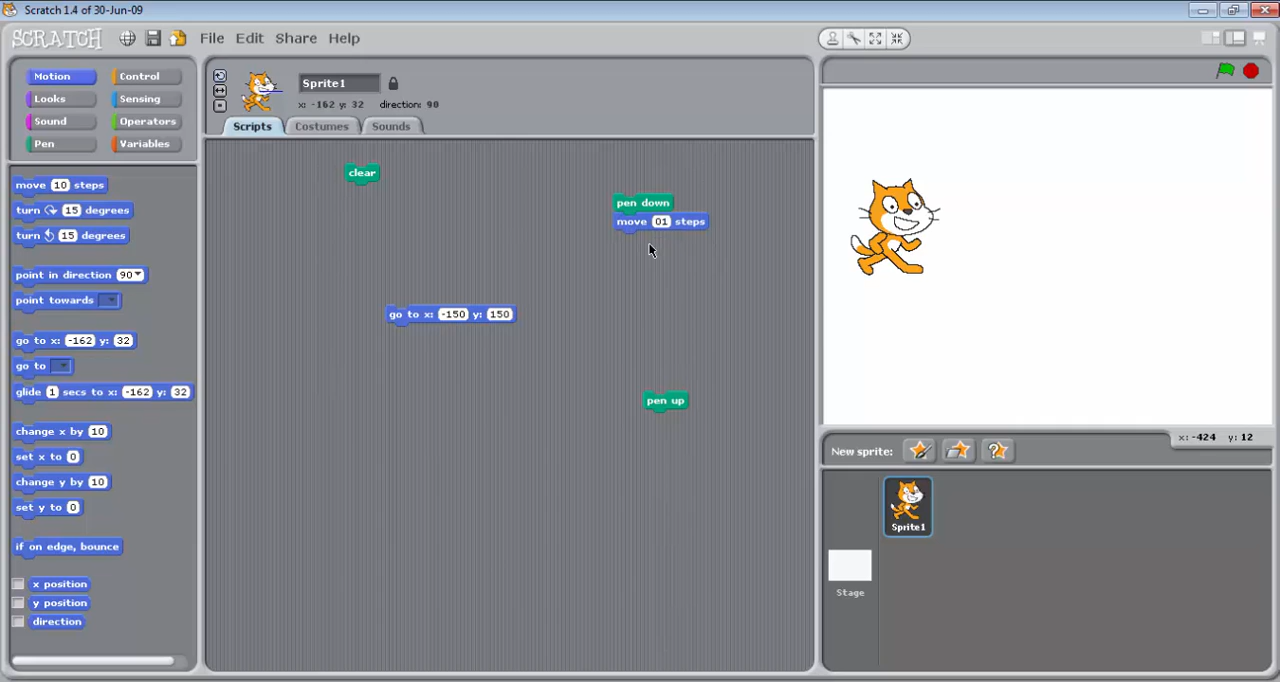 Scratch 1.4 of 30-Jun-09
SCRATCH File Edit Share Help
Motion Control
Looks Sensing
Sound Operators
Pen Variables
Sprite1
x: -162 y: 32 direction: 90
Scripts Costumes Sounds
move 10 steps
turn 15 degrees
turn 15 degrees
point in direction 90
point towards
go to x: -162 y: 32
go to
glide 1 secs to x: -162 y: 32
change x by 10
set x to 0
change y by 10
set y to 0
if on edge, bounce
x position
y position
direction
clear
pen down
move 01 steps
go to x: -150 y: 150
pen up
x: -424 y: 12
New sprite:
Sprite1
Stage